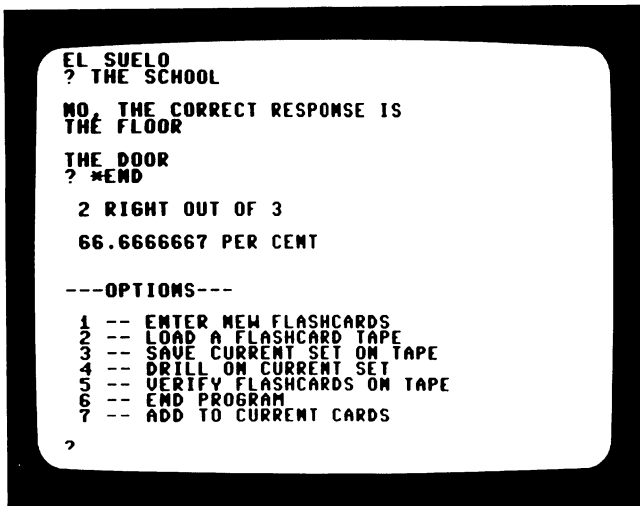 EL SUELO
? THE SCHOOL
NO, THE CORRECT RESPONSE IS
THE FLOOR
THE DOOR
? *END
2 RIGHT OUT OF 3
66.6666667 PER CENT
---OPTIONS---
1 -- ENTER NEW FLASHCARDS
2 -- LOAD A FLASHCARD TAPE
3 -- SAVE CURRENT SET ON TAPE
4 -- DRILL ON CURRENT SET
5 -- VERIFY FLASHCARDS ON TAPE
6 -- END PROGRAM
7 -- ADD TO CURRENT CARDS
?